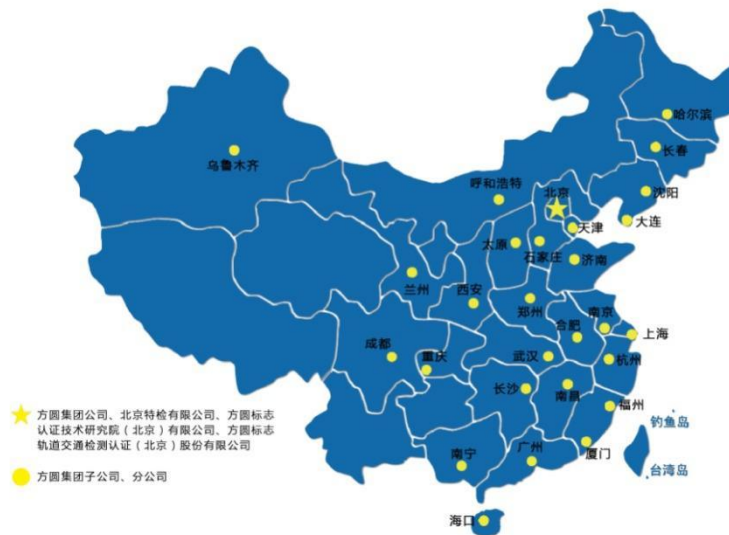 哈尔滨
长春
乌鲁木齐
呼和浩特
北京
沈阳
大连
天津
太原
石家庄
济南
兰州
西安
郑州
南京
合肥
上海
成都
重庆
武汉
杭州
长沙
南昌
福州
钓鱼岛
南宁
广州
厦门
台湾岛
海口
方圆集团公司、北京特检有限公司、方圆标志
认证技术研究院（北京）有限公司、方圆标志
轨道交通检测认证（北京）股份有限公司
方圆集团子公司、分公司